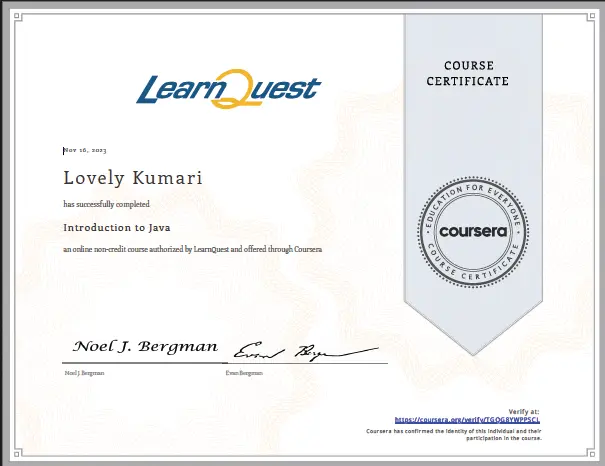 LearnQuest
COURSE
CERTIFICATE
Nov 16, 2023
Lovely Kumari
has successfully completed
Introduction to Java
an online non-credit course authorized by LearnQuest and offered through Coursera
EDUCATION FOR EVERYONE
coursera
COURSE CERTIFICATE
Noel J. Bergman
Noel J. Bergman
Evan Bergman
Verify at:
https://coursera.org/verify/TGQG8YWPPSCL
Coursera has confirmed the identity of this individual and their
participation in the course.